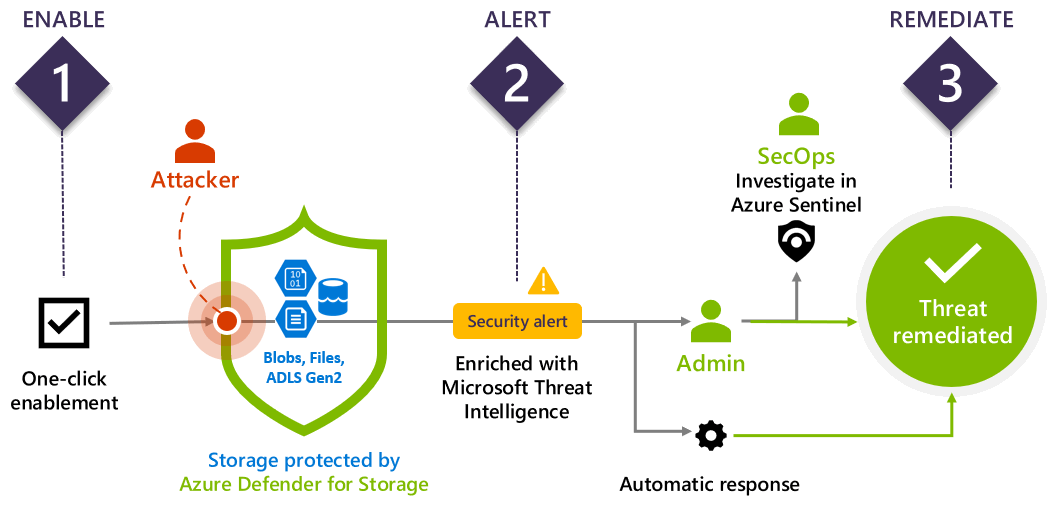 ENABLE
1
ALERT
2
REMEDIATE
3
Attacker
SecOps
Investigate in
Azure Sentinel
10
01
Blobs, Files,
ADLS Gen2
Security alert
Admin
Threat
remediated
One-click
enablement
Enriched with
Microsoft Threat
Intelligence
Storage protected by
Azure Defender for Storage
Automatic response